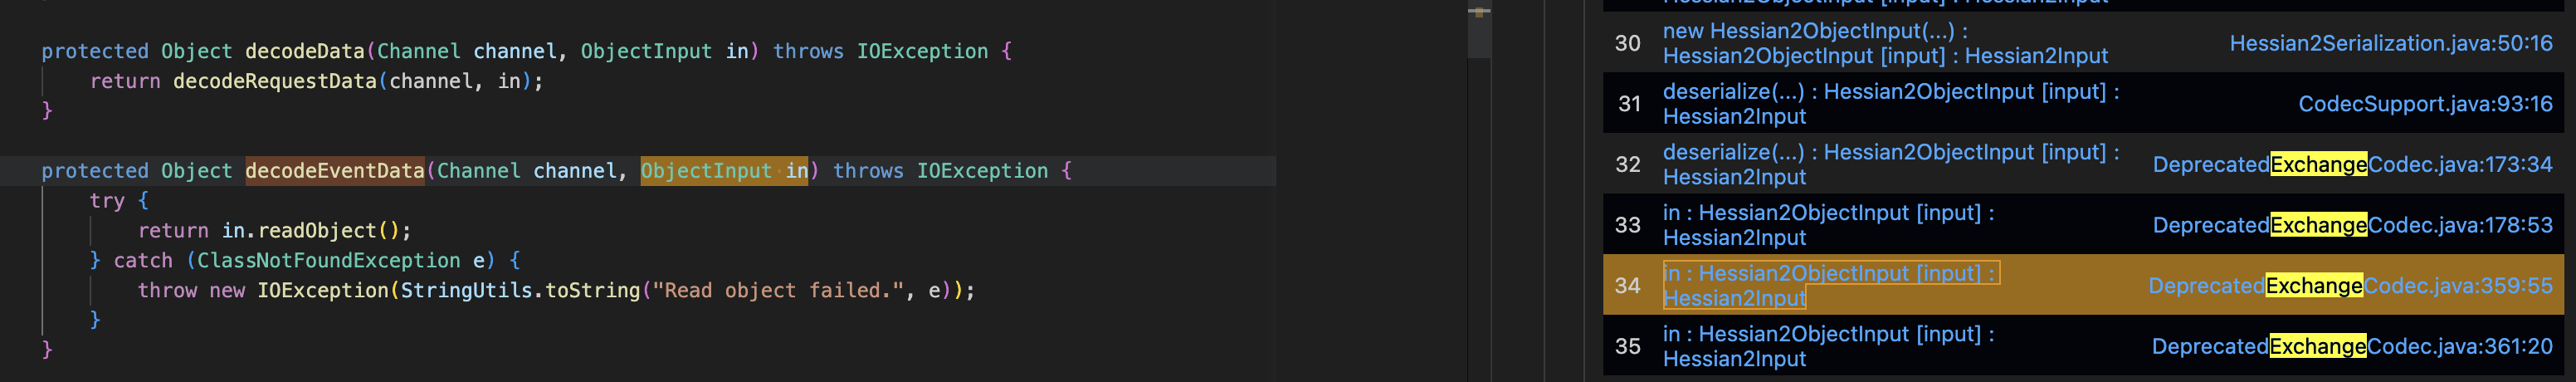 protected Object decodeData(Channel channel, ObjectInput in) throws IOException {
return decodeRequestData(channel, in);
}
protected Object decodeEventData(Channel channel, ObjectInput in) throws IOException {
try {
return in.readObject();
} catch (ClassNotFoundException e) {
throw new IOException(StringUtils.toString("Read object failed.", e));
}
}
Hessian2ObjectInput [input] : Hessian2Input
30
new Hessian2ObjectInput(...) :
Hessian2ObjectInput [input] : Hessian2Input
Hessian2Serialization.java:50:16
31
deserialize(...) : Hessian2ObjectInput [input] :
Hessian2Input
CodecSupport.java:93:16
32
deserialize(...) : Hessian2ObjectInput [input] :
Hessian2Input
DeprecatedExchangeCodec.java:173:34
33
in : Hessian2ObjectInput [input] :
Hessian2Input
DeprecatedExchangeCodec.java:178:53
34
in : Hessian2ObjectInput [input] :
Hessian2Input
DeprecatedExchangeCodec.java:359:55
35
in : Hessian2ObjectInput [input] :
Hessian2Input
DeprecatedExchangeCodec.java:361:20